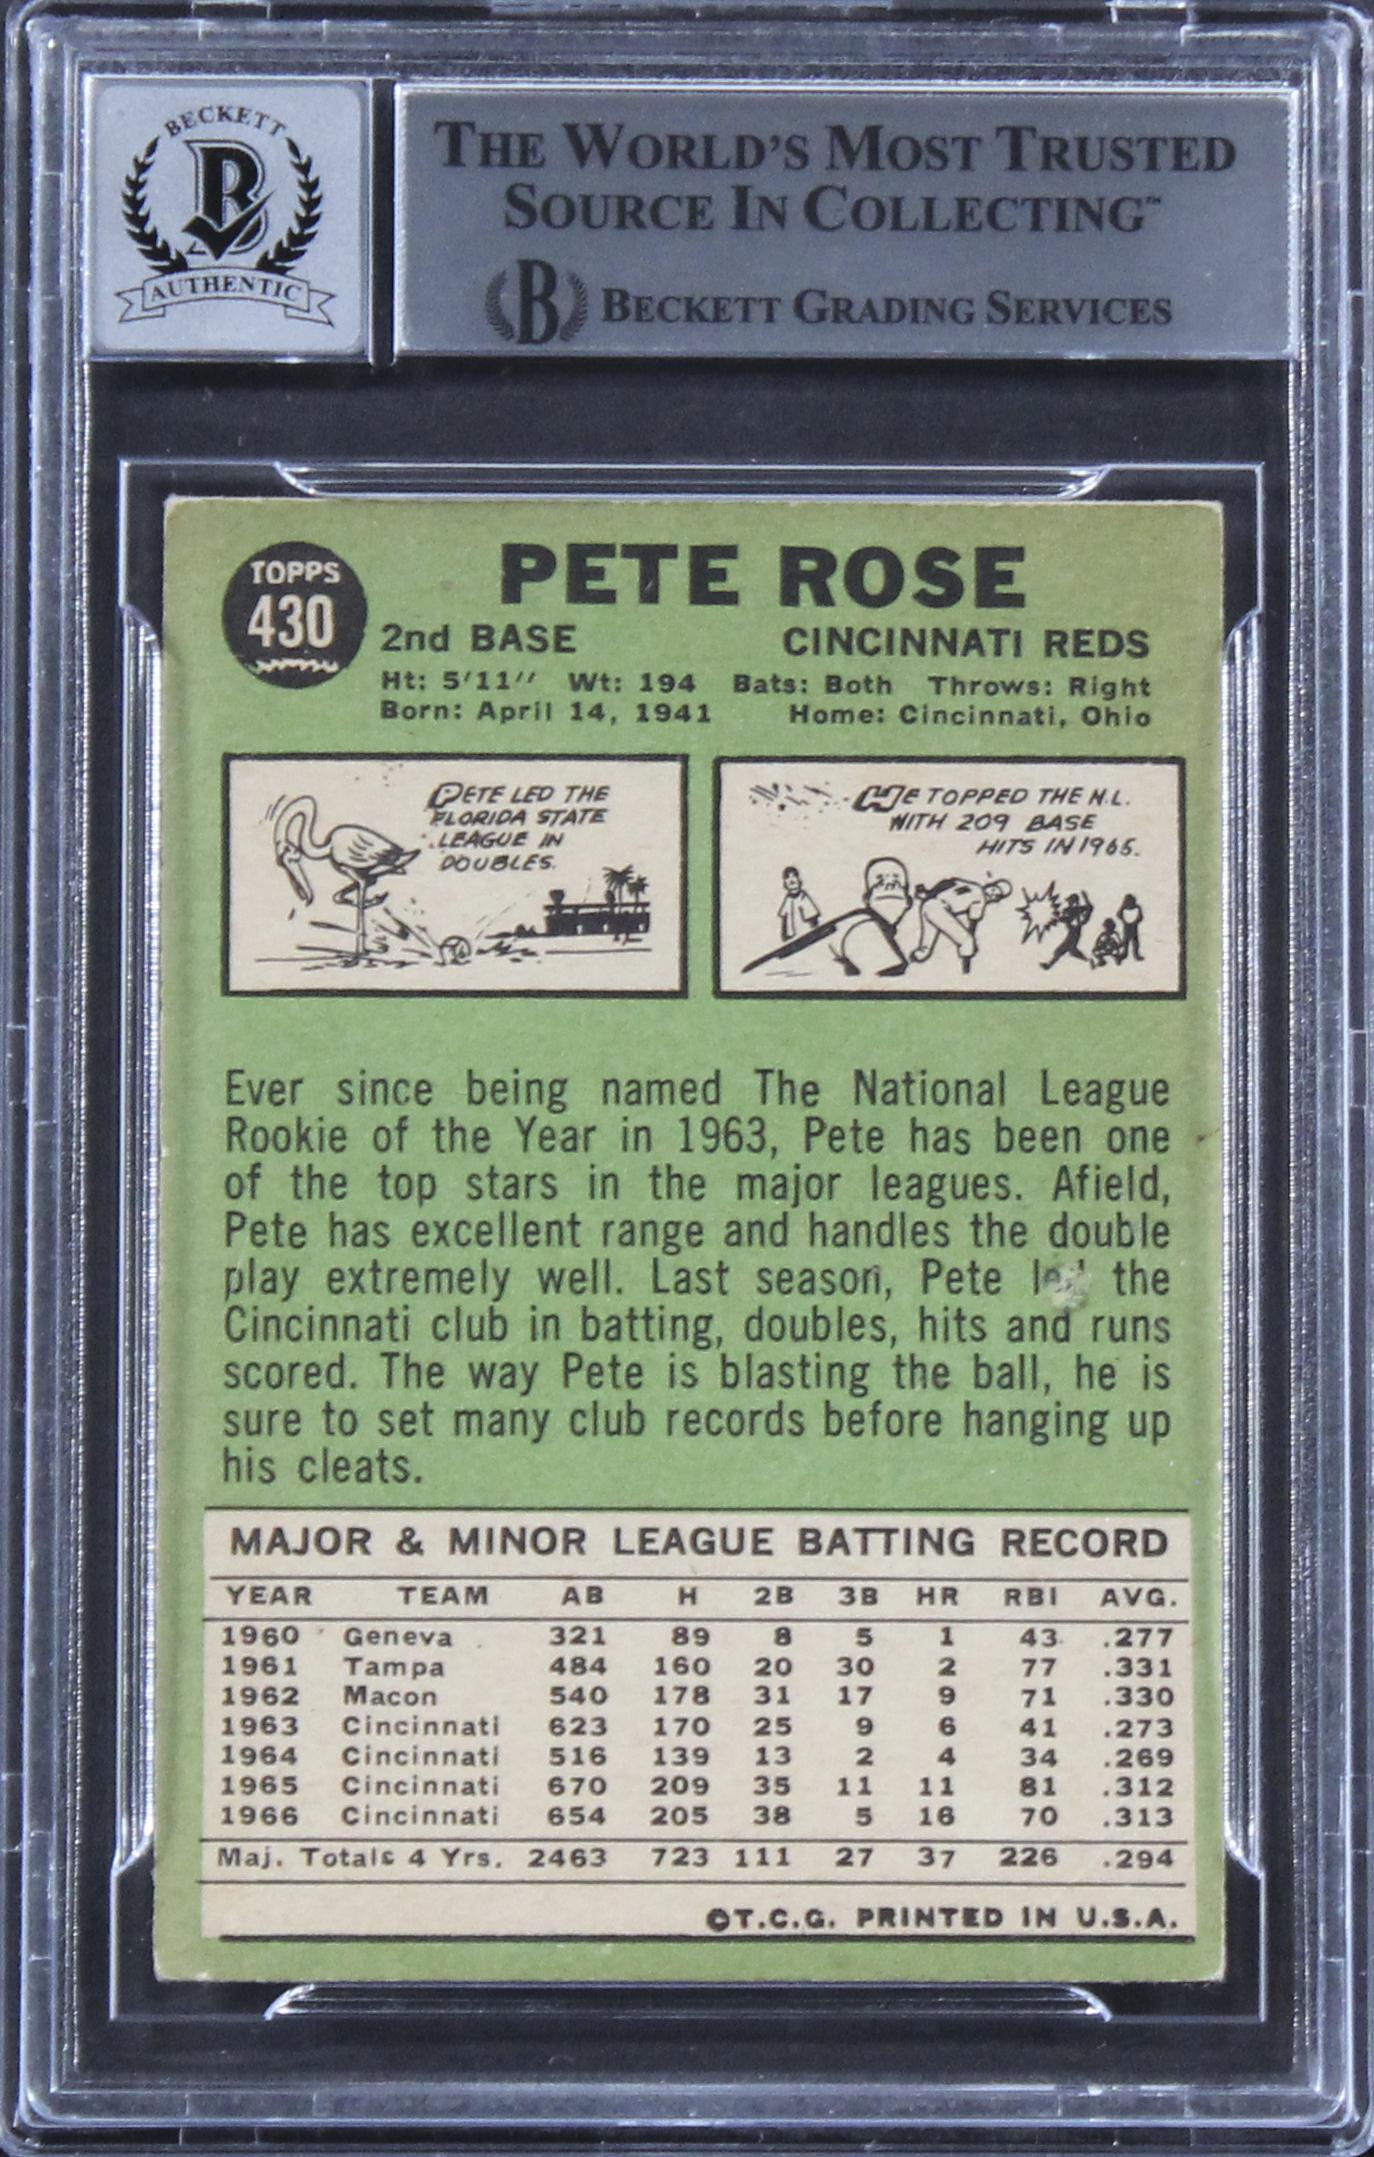 BECKETT
B
AUTHENTIC
THE WORLD'S MOST TRUSTED
SOURCE IN COLLECTING™
B BECKETT GRADING SERVICES
TOPPS
430
PETE ROSE
2nd BASE CINCINNATI REDS
Ht: 5'11" Wt: 194 Bats: Both Throws: Right
Born: April 14, 1941 Home: Cincinnati, Ohio
PETE LED THE
FLORIDA STATE
LEAGUE IN
DOUBLES.
HE TOPPED THE N.L.
WITH 209 BASE
HITS IN 1965.
Ever since being named The National League
Rookie of the Year in 1963, Pete has been one
of the top stars in the major leagues. Afield,
Pete has excellent range and handles the double
play extremely well. Last season, Pete led the
Cincinnati club in batting, doubles, hits and runs
scored. The way Pete is blasting the ball, he is
sure to set many club records before hanging up
his cleats.
MAJOR & MINOR LEAGUE BATTING RECORD
YEAR TEAM AB H 2B 3B HR RBI AVG.
1960 Geneva 321 89 8 5 1 43 .277
1961 Tampa 484 160 20 30 2 77 .331
1962 Macon 540 178 31 17 9 71 .330
1963 Cincinnati 623 170 25 9 6 41 .273
1964 Cincinnati 516 139 13 2 4 34 .269
1965 Cincinnati 670 209 35 11 11 81 .312
1966 Cincinnati 654 205 38 5 16 70 .313
Maj. Totals 4 Yrs. 2463 723 111 27 37 226 .294
©T.C.G. PRINTED IN U.S.A.